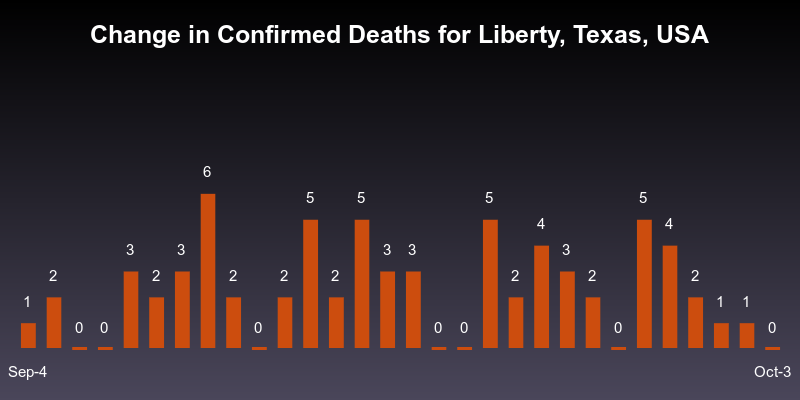 Change in Confirmed Deaths for Liberty, Texas, USA
1 2 0 0 3 2 3 6 2 0 2 5 2 5 3 3 0 0 5 2 4 3 2 0 5 4 2 1 1 0
Sep-4 Oct-3